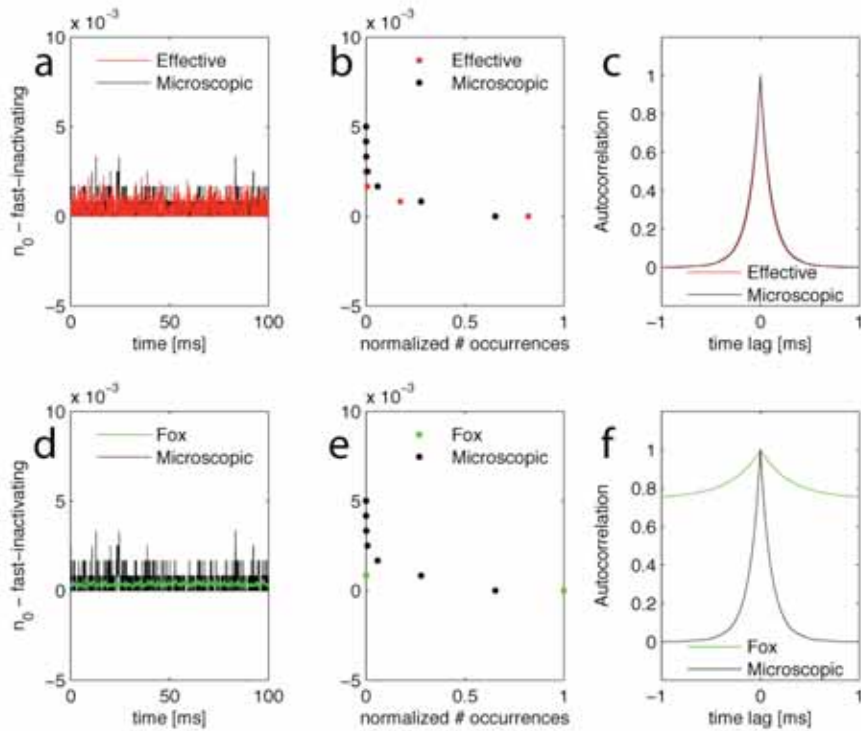 a
x 10^-3
10
5
0
−5
n0 − fast−inactivating
Effective
Microscopic
0
50
100
time [ms]
b
x 10^-3
10
5
0
−5
Effective
Microscopic
0
0.5
1
normalized # occurrences
c
1
0.8
0.6
0.4
0.2
0
Autocorrelation
Effective
Microscopic
−1
0
1
time lag [ms]
d
x 10^-3
10
5
0
−5
n0 − fast−inactivating
Fox
Microscopic
0
50
100
time [ms]
e
x 10^-3
10
5
0
−5
Fox
Microscopic
0
0.5
1
normalized # occurrences
f
1
0.8
0.6
0.4
0.2
0
Autocorrelation
Fox
Microscopic
−1
0
1
time lag [ms]